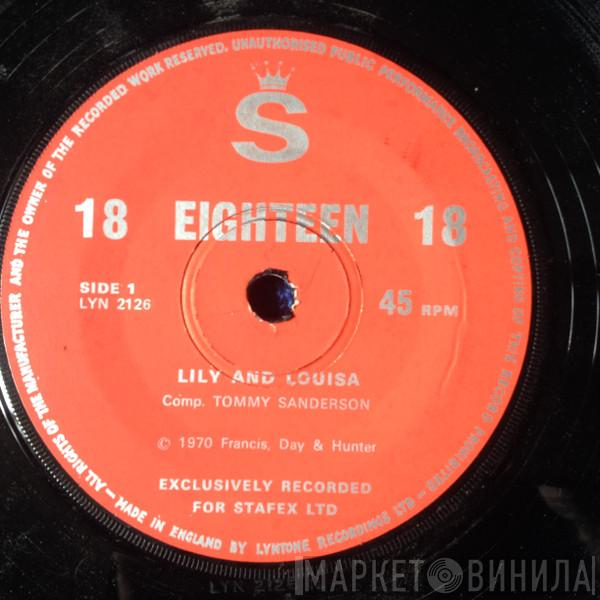 ALL RIGHTS OF THE MANUFACTURER AND THE OWNER OF THE RECORDED WORK RESERVED. UNAUTHORISED PUBLIC PERFORMANCE BROADCASTING AND COPYING OF THIS RECORD PROHIBITED — MADE IN ENGLAND BY LYNTONE RECORDINGS LTD —
S
18 EIGHTEEN 18
SIDE 1
LYN 2126
45 RPM
LILY AND LOUISA
Comp. TOMMY SANDERSON
© 1970 Francis, Day & Hunter
EXCLUSIVELY RECORDED
FOR STAFEX LTD
LYN 212
МАРКЕТ ВИНИЛА